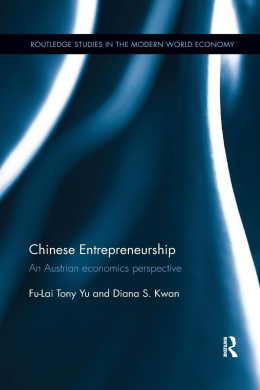 ROUTLEDGE STUDIES IN THE MODERN WORLD ECONOMY
Chinese Entrepreneurship
An Austrian economics perspective
Fu-Lai Tony Yu and Diana S. Kwan
Routledge